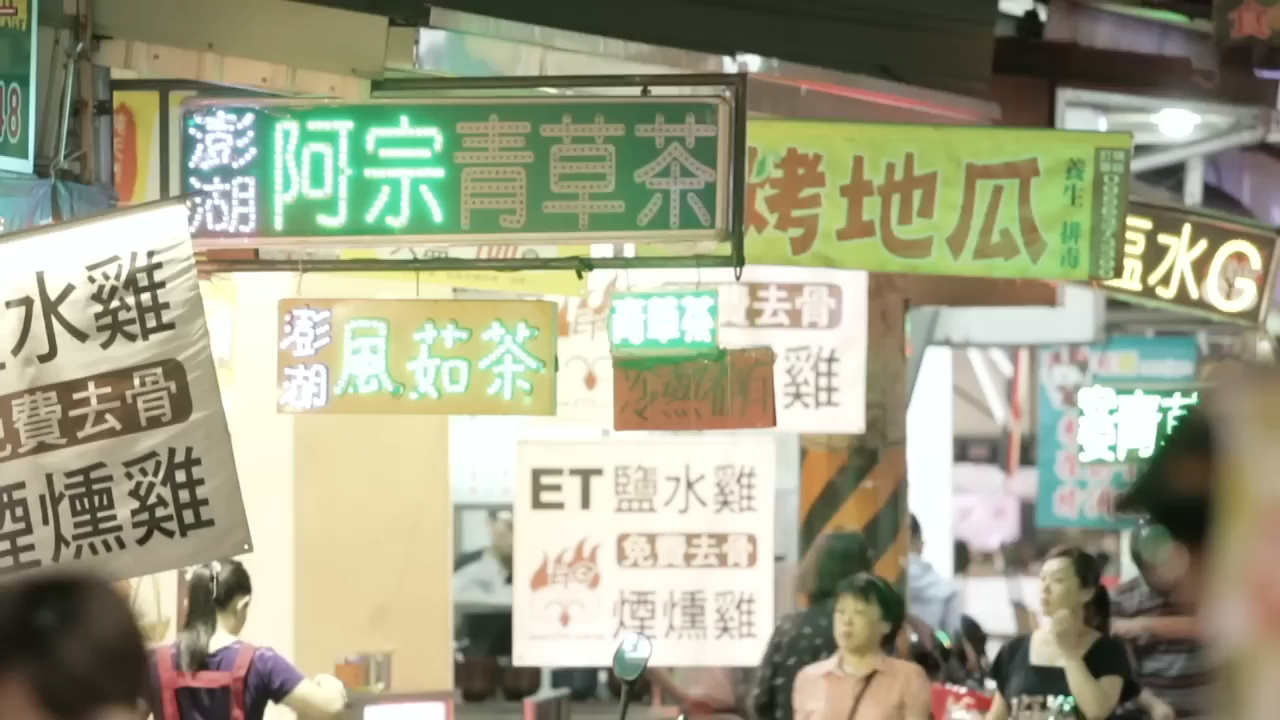 澎湖 阿宗青草茶
烤地瓜
養生 排毒
鹽水G
水雞
免費去骨
煙燻雞
澎湖 風茹茶
青草茶
費去骨
雞
ET 鹽水雞
免費去骨
煙燻雞
48